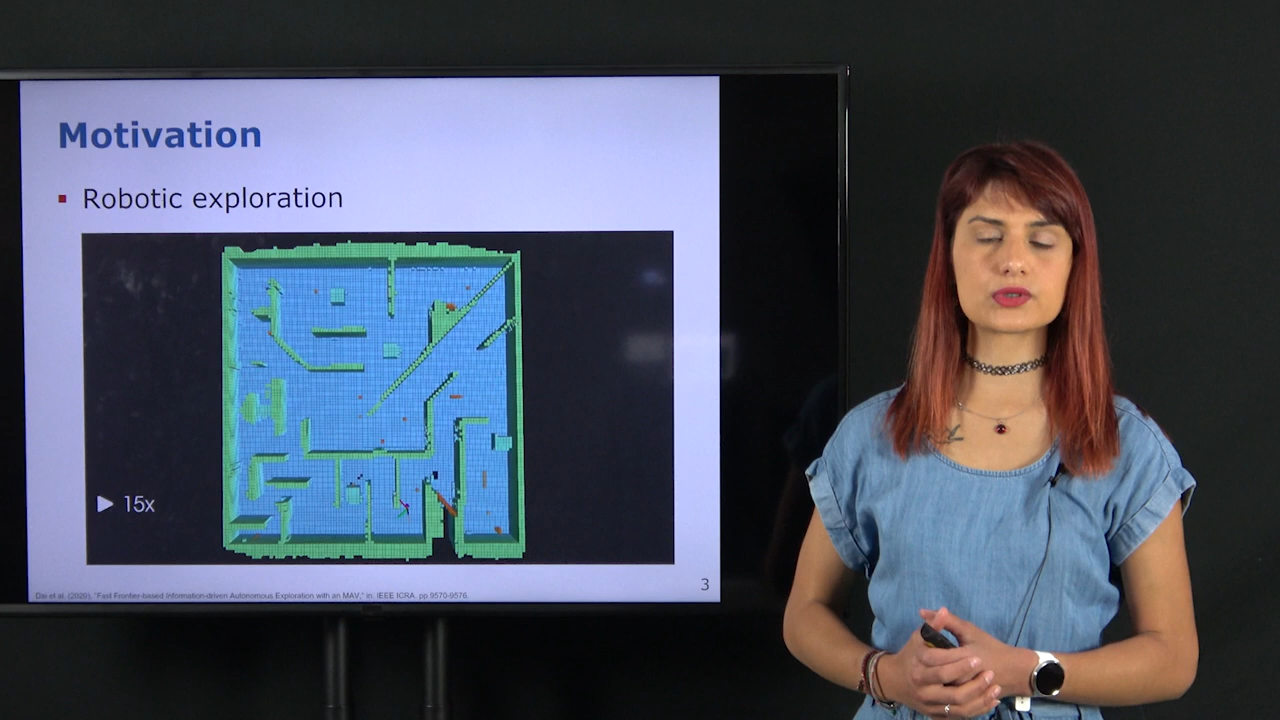 Motivation
Robotic exploration
15x
3
Dai et al. (2020), "Fast Frontier-based Information-driven Autonomous Exploration with an MAV," in: IEEE ICRA. pp.9570-9576.